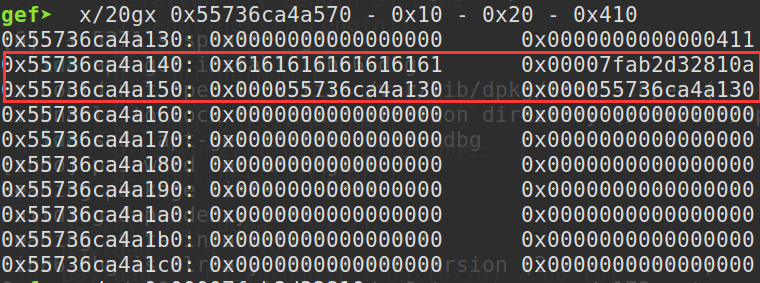 gef➤  x/20gx 0x55736ca4a570 - 0x10 - 0x20 - 0x410
0x55736ca4a130: 0x0000000000000000 0x0000000000000411
0x55736ca4a140: 0x6161616161616161 0x00007fab2d32810a
0x55736ca4a150: 0x000055736ca4a130 0x000055736ca4a130
0x55736ca4a160: 0x0000000000000000 0x0000000000000000
0x55736ca4a170: 0x0000000000000000 0x0000000000000000
0x55736ca4a180: 0x0000000000000000 0x0000000000000000
0x55736ca4a190: 0x0000000000000000 0x0000000000000000
0x55736ca4a1a0: 0x0000000000000000 0x0000000000000000
0x55736ca4a1b0: 0x0000000000000000 0x0000000000000000
0x55736ca4a1c0: 0x0000000000000000 0x0000000000000000